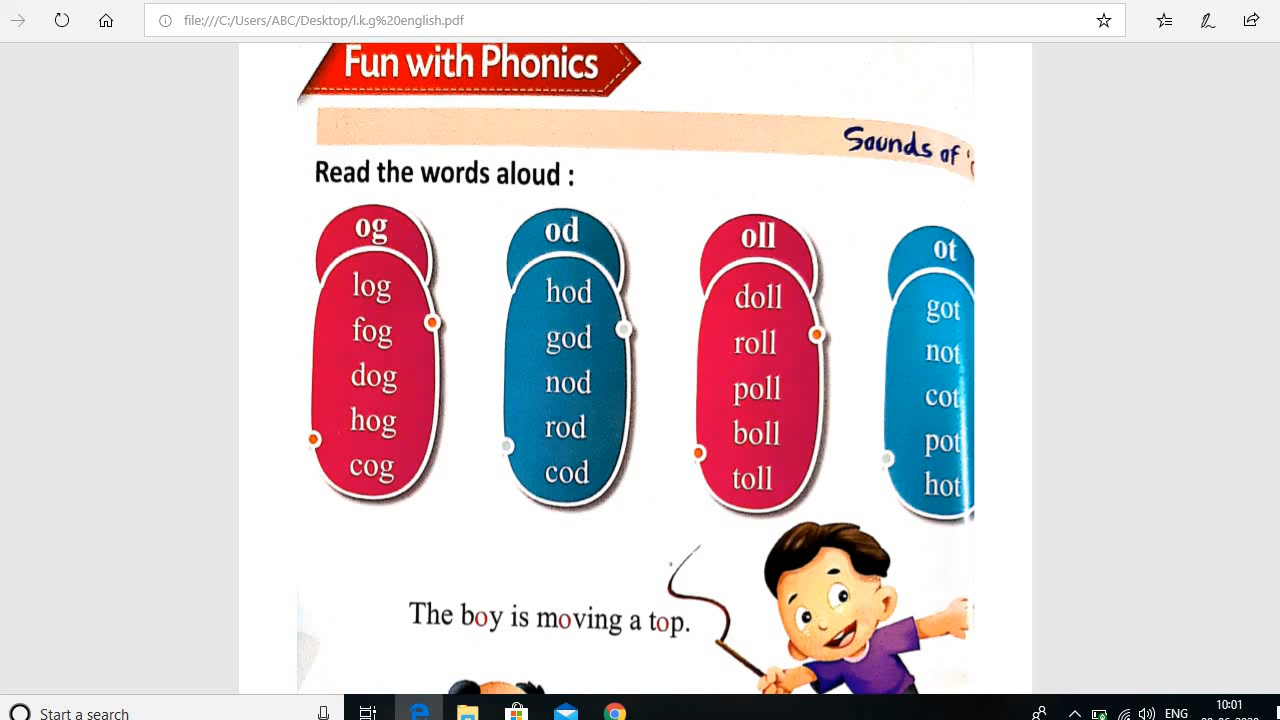 file:///C:/Users/ABC/Desktop/l.k.g%20english.pdf
Fun with Phonics
Sounds of '
Read the words aloud :
og
log
fog
dog
hog
cog
od
hod
god
nod
rod
cod
oll
doll
roll
poll
boll
toll
ot
got
not
cot
pot
hot
The boy is moving a top.
Start a search
ENG
10:01